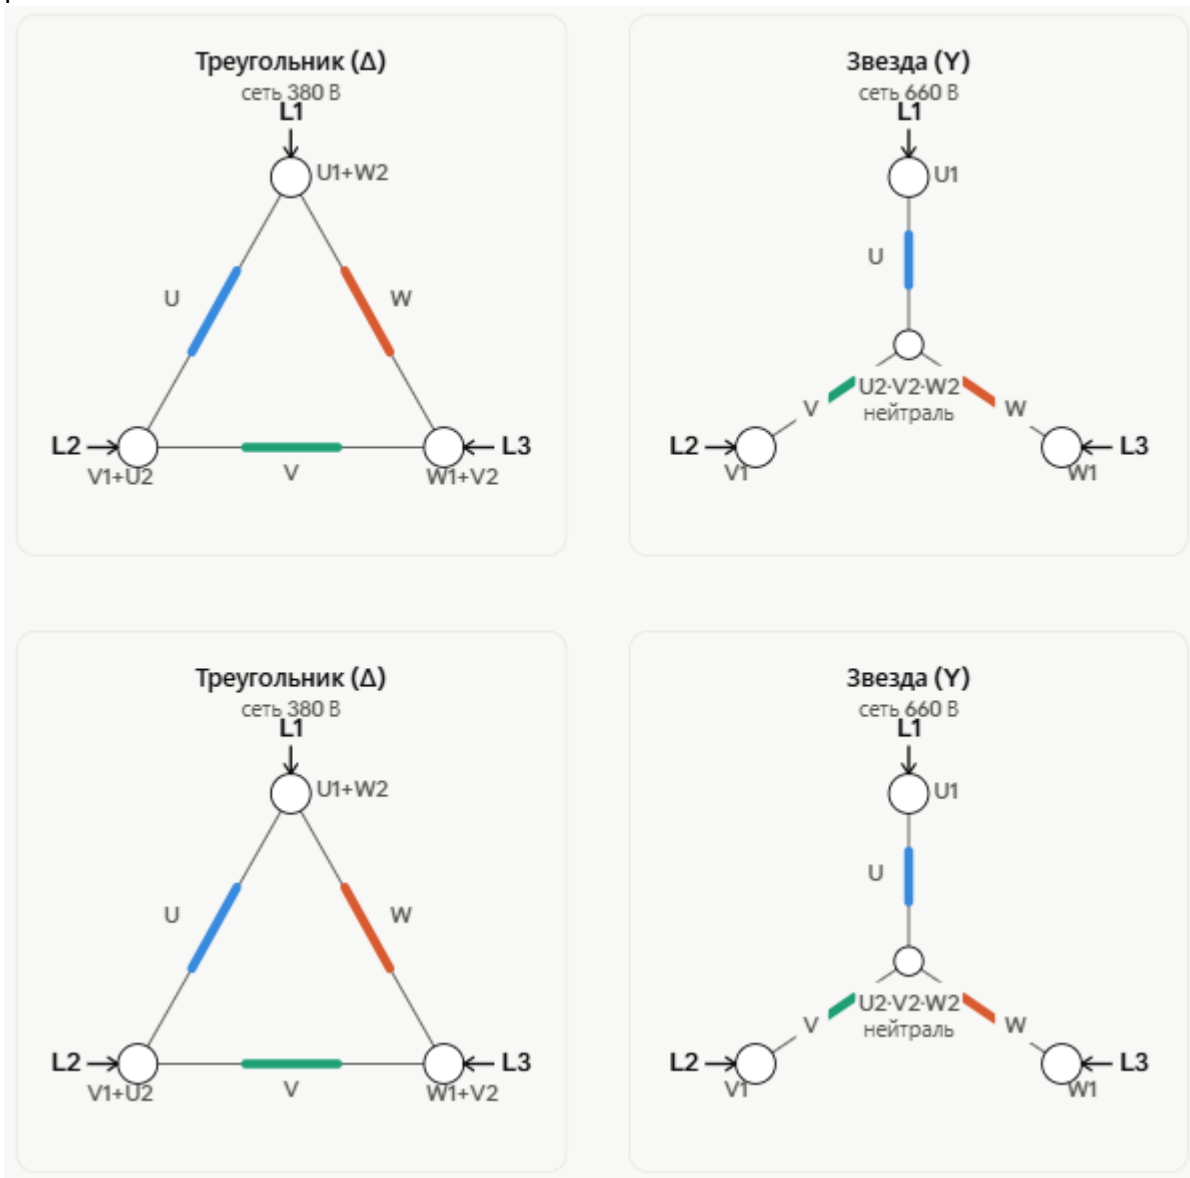 Треугольник (Δ)
сеть 380 В
L1
U1+W2
U
W
L2
L3
V1+U2
V
W1+V2
Звезда (Y)
сеть 660 В
L1
U1
U
U2·V2·W2
нейтраль
V
W
L2
L3
V1
W1
Треугольник (Δ)
сеть 380 В
L1
U1+W2
U
W
L2
L3
V1+U2
V
W1+V2
Звезда (Y)
сеть 660 В
L1
U1
U
U2·V2·W2
нейтраль
V
W
L2
L3
V1
W1